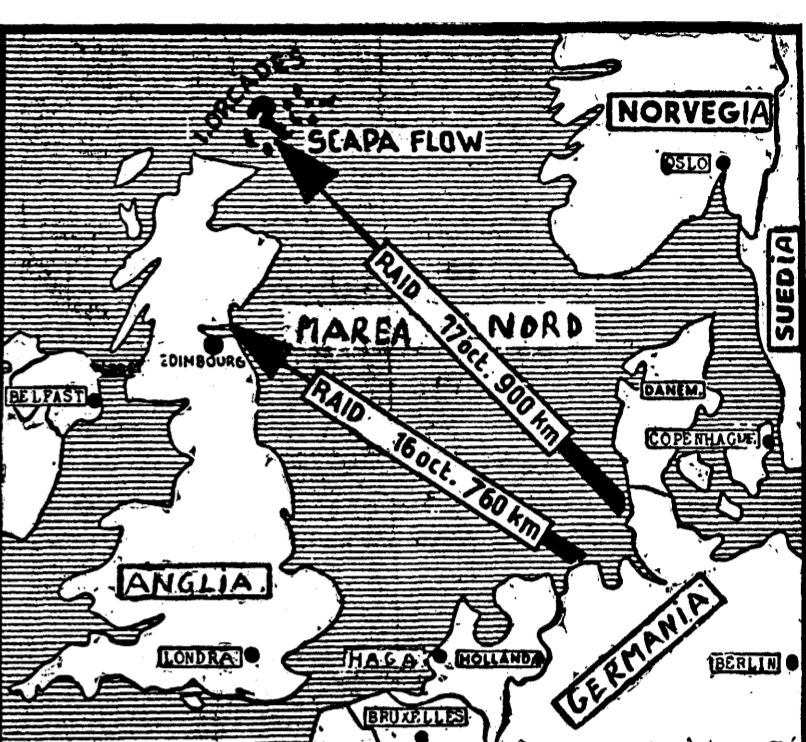 I.ORCADES
NORVEGIA
SCAPA FLOW
OSLO
SUEDIA
RAID 17 oct. 900 km
MAREA NORD
EDINBOURG
DANEM.
BELFAST
RAID 16 oct. 760 km
COPENHAGUE
ANGLIA
GERMANIA
LONDRA
HAGA
HOLLANDA
BERLIN
BRUXELLES